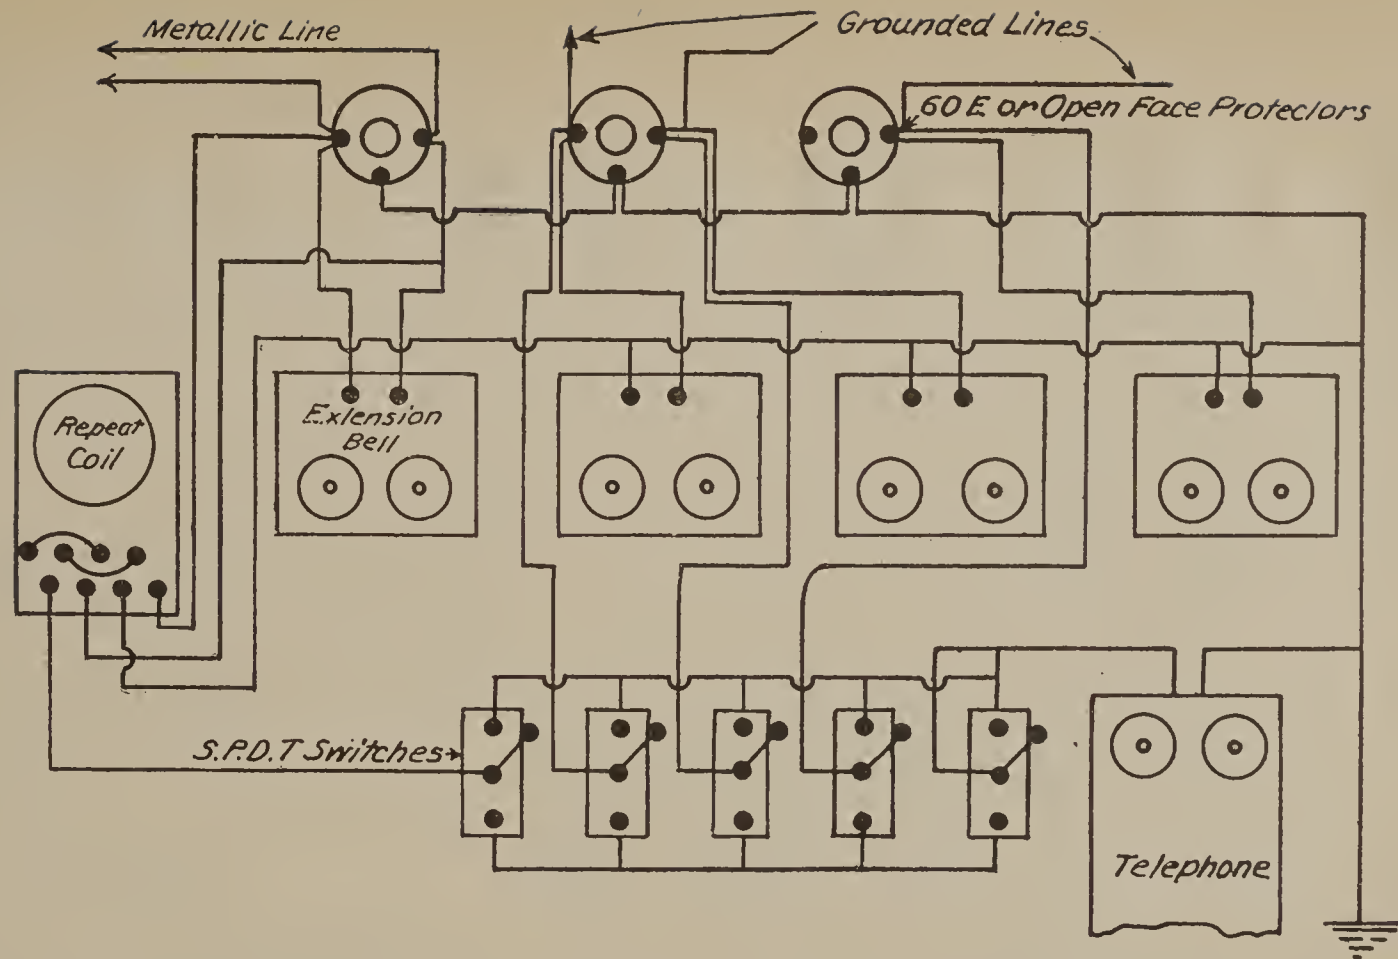 Metallic Line
Grounded Lines
60 E or Open Face Protectors
Extension
Bell
Repeat
Coil
S.P.D.T Switches
Telephone